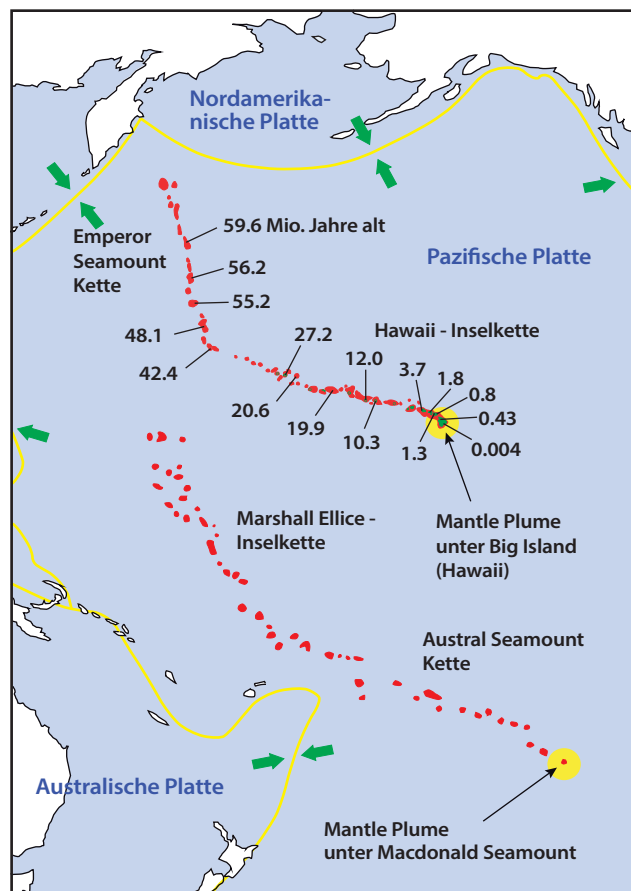 Nordamerika-
nische Platte
59.6 Mio. Jahre alt
Emperor
Seamount
Kette
56.2
Pazifische Platte
55.2
48.1
42.4
27.2
Hawaii - Inselkette
12.0
3.7
1.8
0.8
20.6
0.43
19.9
10.3
1.3
0.004
Marshall Ellice -
Inselkette
Mantle Plume
unter Big Island
(Hawaii)
Austral Seamount
Kette
Australische Platte
Mantle Plume
unter Macdonald Seamount